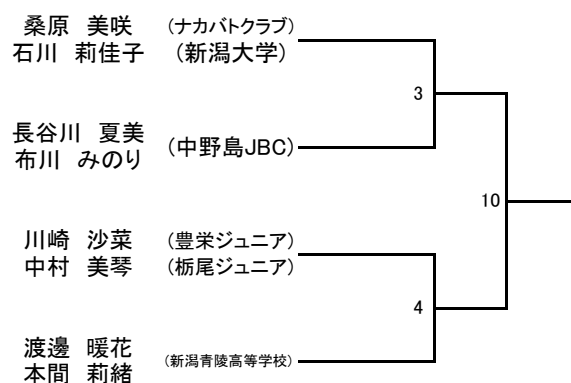 桑原　美咲　（ナカバトクラブ）
石川　莉佳子　（新潟大学）
3
長谷川　夏美
布川　みのり　（中野島JBC）
10
川崎　沙菜　（豊栄ジュニア）
中村　美琴　（栃尾ジュニア）
4
渡邊　暖花
本間　莉緒　（新潟青陵高等学校）